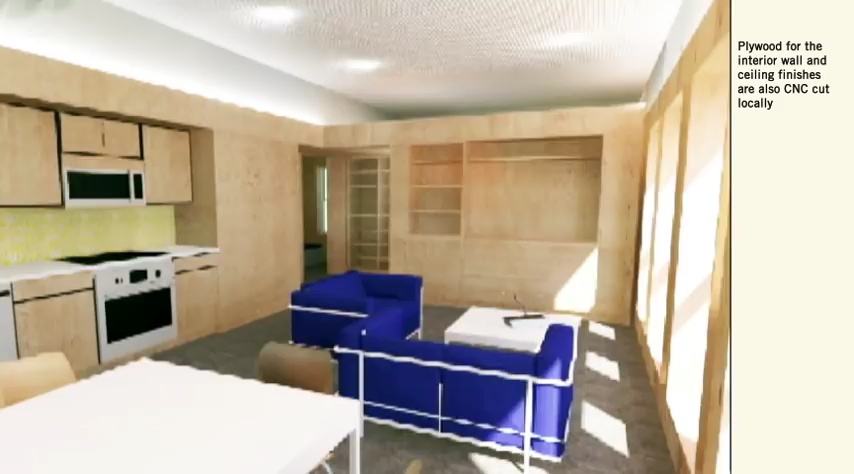 Plywood for the
interior wall and
ceiling finishes
are also CNC cut
locally